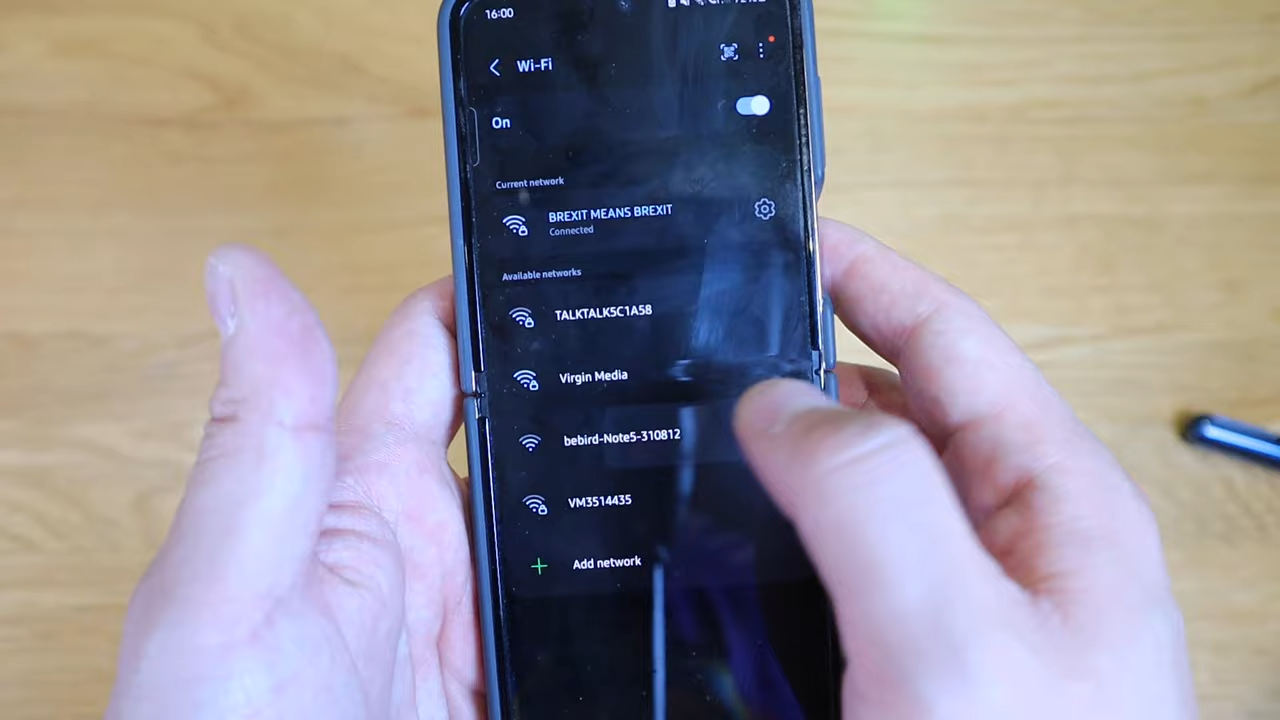 16:00
Wi-Fi
On
Current network
BREXIT MEANS BREXIT
Connected
Available networks
TALKTALK5C1A58
Virgin Media
bebird-Note5-310812
VM3514435
Add network